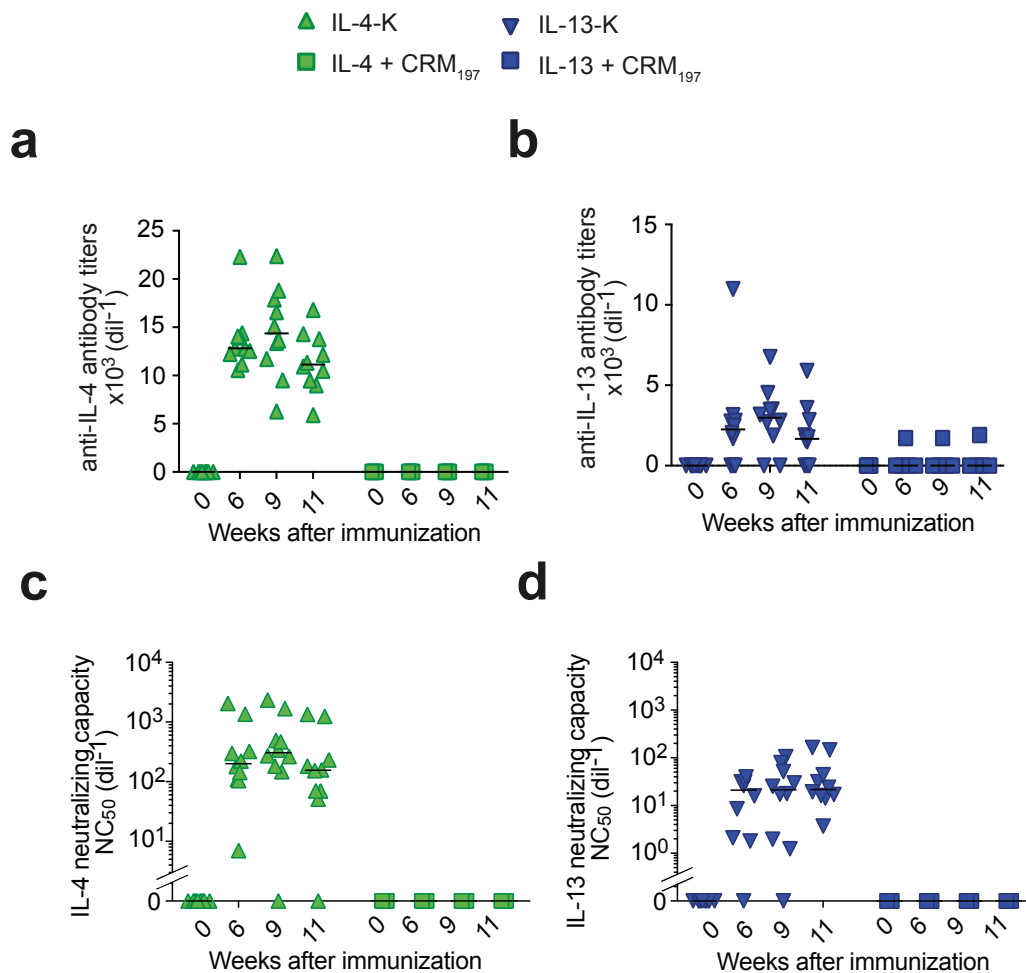 IL-4-K
IL-13-K
IL-4 + CRM197
IL-13 + CRM197
a
b
anti-IL-4 antibody titers
x10³ (dil⁻¹)
25
20
15
10
5
0
0 6 9 11 0 6 9 11
Weeks after immunization
anti-IL-13 antibody titers
x10³ (dil⁻¹)
15
10
5
0
0 6 9 11 0 6 9 11
Weeks after immunization
c
d
IL-4 neutralizing capacity
NC50 (dil⁻¹)
10⁴
10³
10²
10¹
0
0 6 9 11 0 6 9 11
Weeks after immunization
IL-13 neutralizing capacity
NC50 (dil⁻¹)
10⁴
10³
10²
10¹
10⁰
0
0 6 9 11 0 6 9 11
Weeks after immunization